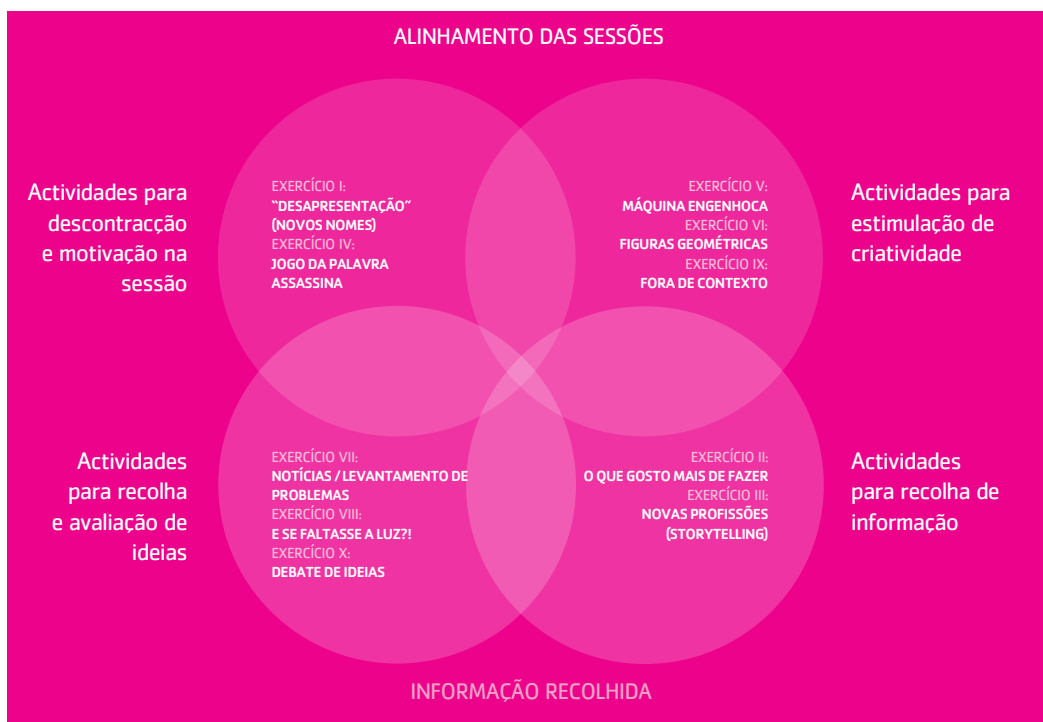 ALINHAMENTO DAS SESSÕES
Actividades para
descontracção
e motivação na
sessão
EXERCÍCIO I:
“DESAPRESENTAÇÃO”
(NOVOS NOMES)
EXERCÍCIO IV:
JOGO DA PALAVRA
ASSASSINA
EXERCÍCIO V:
MÁQUINA ENGENHOCA
EXERCÍCIO VI:
FIGURAS GEOMÉTRICAS
EXERCÍCIO IX:
FORA DE CONTEXTO
Actividades para
estimulação de
criatividade
Actividades
para recolha
e avaliação de
ideias
EXERCÍCIO VII:
NOTÍCIAS / LEVANTAMENTO DE
PROBLEMAS
EXERCÍCIO VIII:
E SE FALTASSE A LUZ?!
EXERCÍCIO X:
DEBATE DE IDEIAS
EXERCÍCIO II:
O QUE GOSTO MAIS DE FAZER
EXERCÍCIO III:
NOVAS PROFISSÕES
(STORYTELLING)
Actividades
para recolha de
informação
INFORMAÇÃO RECOLHIDA